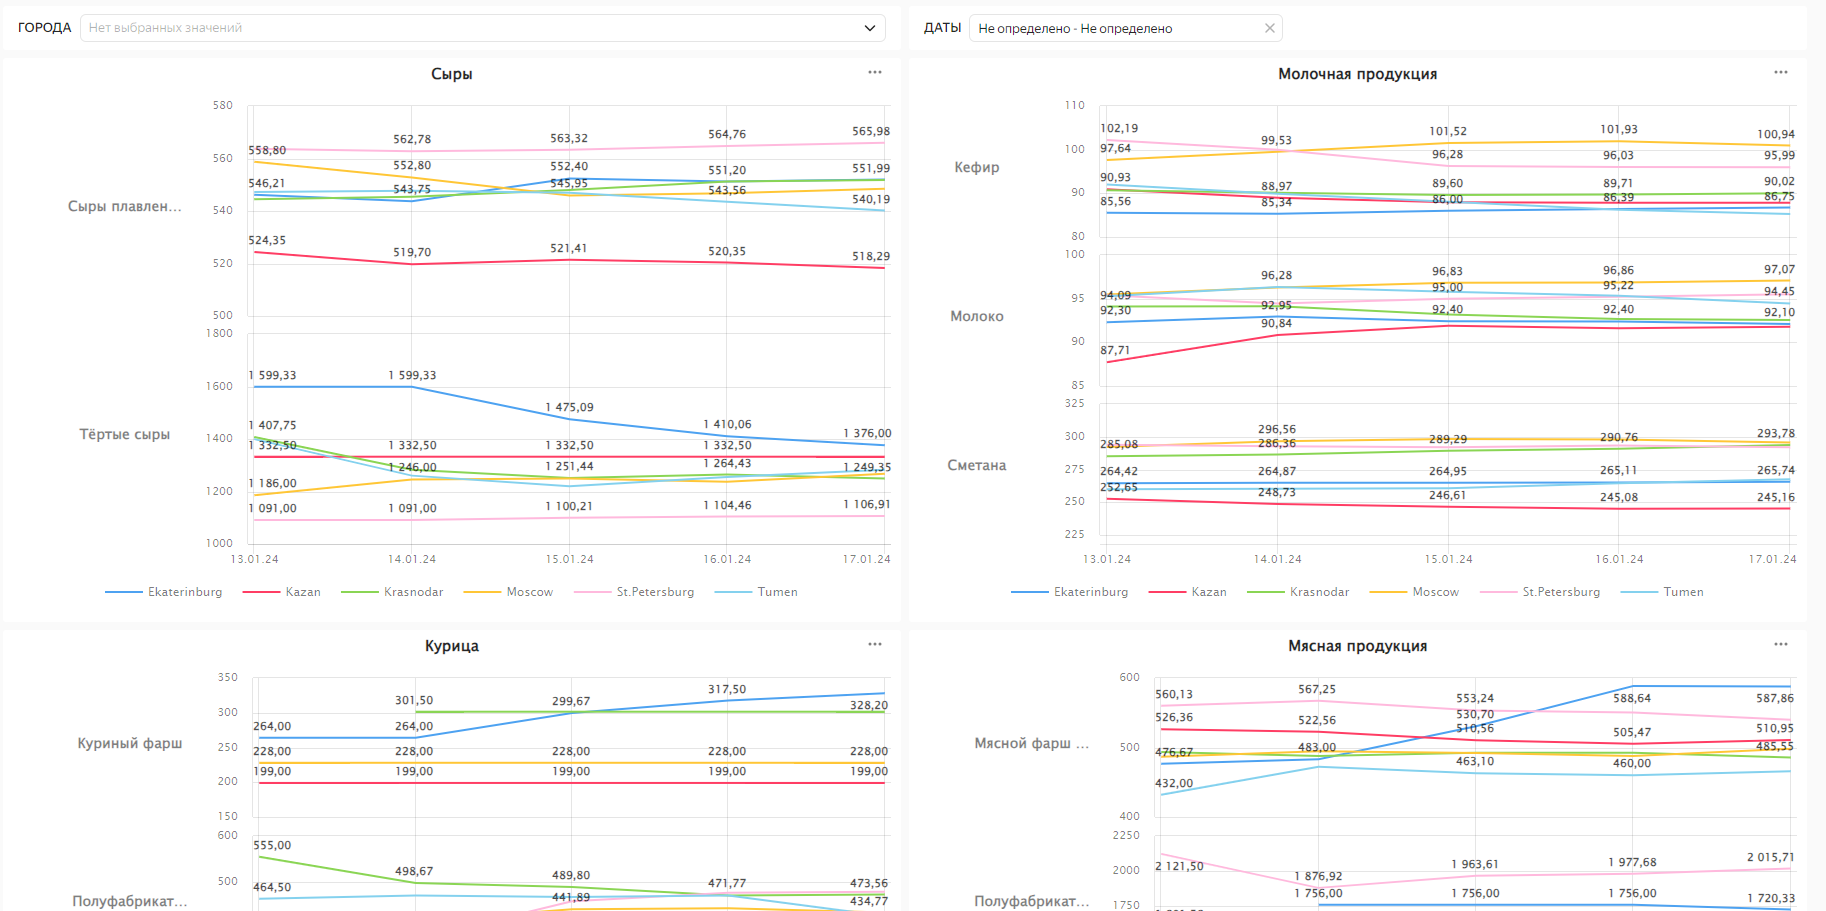 ГОРОДА Нет выбранных значений
ДАТЫ Не определено - Не определено
Сыры
580
560
540
520
500
Сыры плавлен...
558,80 562,78 563,32 564,76 565,98
552,80 552,40 551,20 551,99
546,21 543,75 545,95 543,56 540,19
524,35 519,70 521,41 520,35 518,29
1800
1600
1400
1200
1000
Тёртые сыры
1 599,33 1 599,33 1 475,09 1 410,06 1 376,00
1 407,75
1 332,50 1 332,50 1 332,50 1 332,50
1 246,00 1 251,44 1 264,43 1 249,35
1 186,00
1 091,00 1 091,00 1 100,21 1 104,46 1 106,91
13.01.24 14.01.24 15.01.24 16.01.24 17.01.24
Ekaterinburg Kazan Krasnodar Moscow St.Petersburg Tumen
Молочная продукция
110
100
90
80
Кефир
102,19 99,53 101,52 101,93 100,94
97,64 96,28 96,03 95,99
90,93 88,97 89,60 89,71 90,02
85,56 85,34 86,00 86,39 86,75
100
95
90
85
Молоко
96,28 96,83 96,86 97,07
94,09 95,00 95,22 94,45
92,30 92,95 92,40 92,40 92,10
87,71 90,84
325
300
275
250
225
Сметана
296,56
285,08 286,36 289,29 290,76 293,78
264,42 264,87 264,95 265,11 265,74
252,65 248,73 246,61 245,08 245,16
13.01.24 14.01.24 15.01.24 16.01.24 17.01.24
Ekaterinburg Kazan Krasnodar Moscow St.Petersburg Tumen
Курица
350
300
250
200
150
Куриный фарш
301,50 299,67 317,50 328,20
264,00 264,00
228,00 228,00 228,00 228,00 228,00
199,00 199,00 199,00 199,00 199,00
600
500
Полуфабрикат...
555,00 498,67 489,80 471,77 473,56
464,50 441,89 434,77
Мясная продукция
600
500
400
Мясной фарш ...
560,13 567,25 553,24 588,64 587,86
526,36 522,56 530,70
510,56 505,47 510,95
476,67 483,00 485,55
432,00 463,10 460,00
2250
2000
1750
Полуфабрикат...
2 121,50 1 876,92 1 963,61 1 977,68 2 015,71
1 756,00 1 756,00 1 756,00 1 720,33